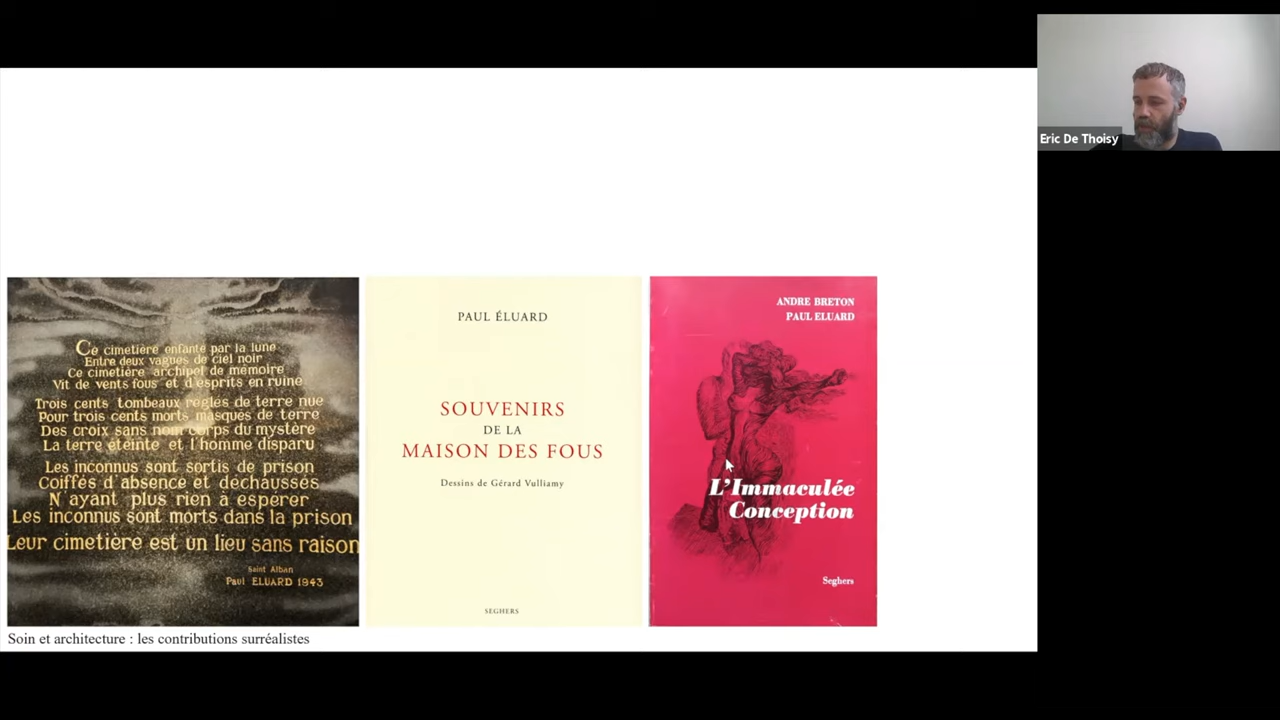 Eric De Thoisy
Ce cimetière enfanté par la lune
Entre deux vagues de ciel noir
Ce cimetière archipel de mémoire
Vit de vents fous et d'esprits en ruine
Trois cents tombeaux reglés de terre nue
Pour trois cents morts masqués de terre
Des croix sans nom corps du mystère
La terre éteinte et l'homme disparu
Les inconnus sont sortis de prison
Coiffés d'absence et déchaussés
N'ayant plus rien à espérer
Les inconnus sont morts dans la prison
Leur cimetière est un lieu sans raison
Saint Alban
Paul ELUARD 1943
PAUL ÉLUARD
SOUVENIRS
DE LA
MAISON DES FOUS
Dessins de Gérard Vulliamy
SEGHERS
ANDRE BRETON
PAUL ELUARD
L'Immaculée
Conception
Seghers
Soin et architecture : les contributions surréalistes